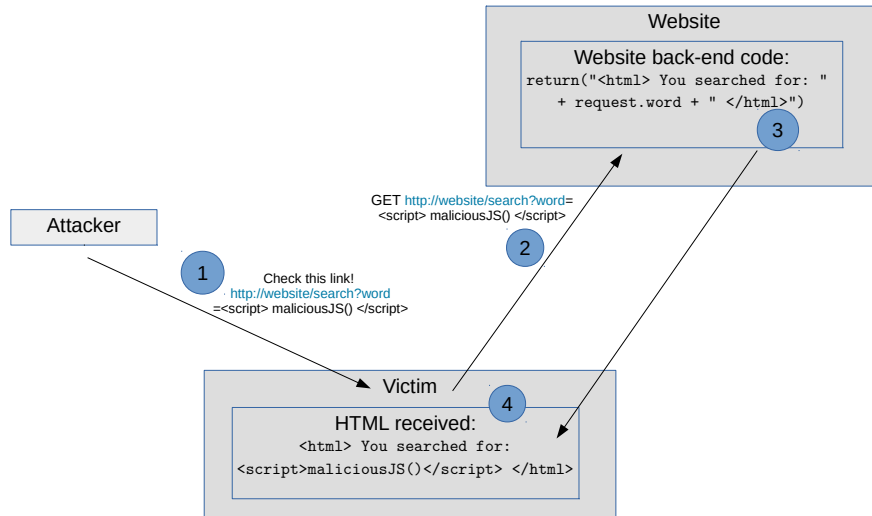 Website
Website back-end code:
return("<html> You searched for: "
+ request.word + " </html>")
3
GET http://website/search?word=
<script> maliciousJS() </script>
2
Attacker
1
Check this link!
http://website/search?word
=<script> maliciousJS() </script>
Victim
4
HTML received:
<html> You searched for:
<script>maliciousJS()</script> </html>